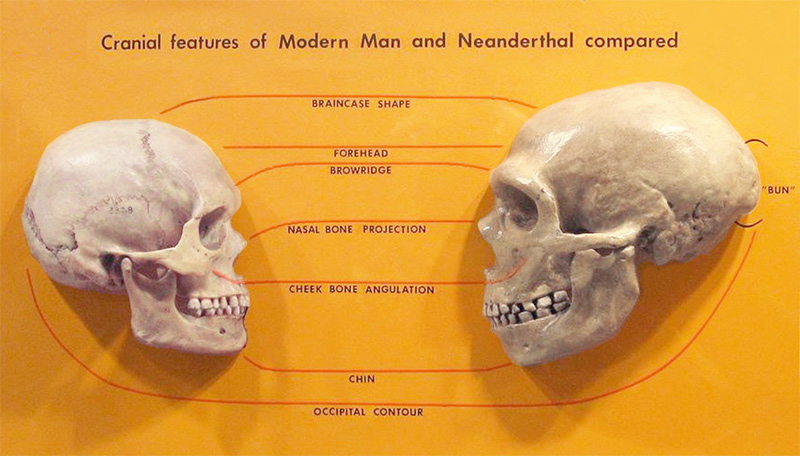 Cranial features of Modern Man and Neanderthal compared
BRAINCASE SHAPE
FOREHEAD
BROWRIDGE
"BUN"
NASAL BONE PROJECTION
CHEEK BONE ANGULATION
CHIN
OCCIPITAL CONTOUR